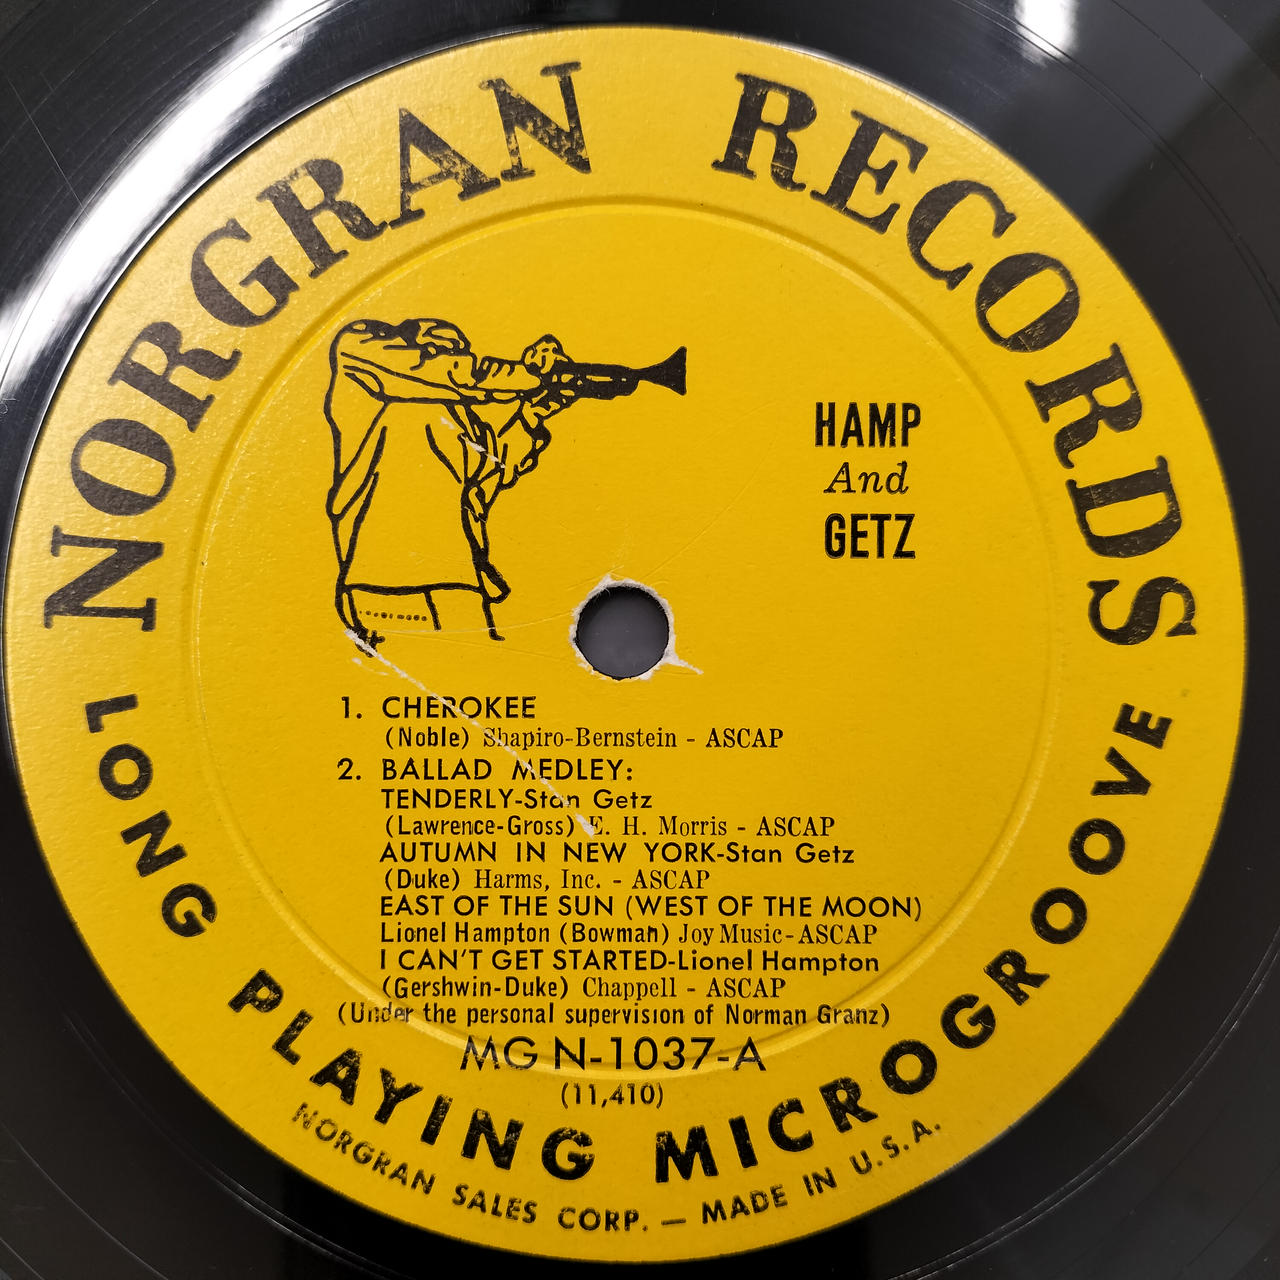 NORGRAN RECORDS
HAMP
And
GETZ
1. CHEROKEE
(Noble) Shapiro-Bernstein - ASCAP
2. BALLAD MEDLEY:
TENDERLY-Stan Getz
(Lawrence-Gross) E. H. Morris - ASCAP
AUTUMN IN NEW YORK-Stan Getz
(Duke) Harms, Inc. - ASCAP
EAST OF THE SUN (WEST OF THE MOON)
Lionel Hampton (Bowman) Joy Music-ASCAP
I CAN'T GET STARTED-Lionel Hampton
(Gershwin-Duke) Chappell - ASCAP
(Under the personal supervision of Norman Granz)
MG N-1037-A
(11,410)
LONG PLAYING MICROGROOVE
NORGRAN SALES CORP. — MADE IN U.S.A.